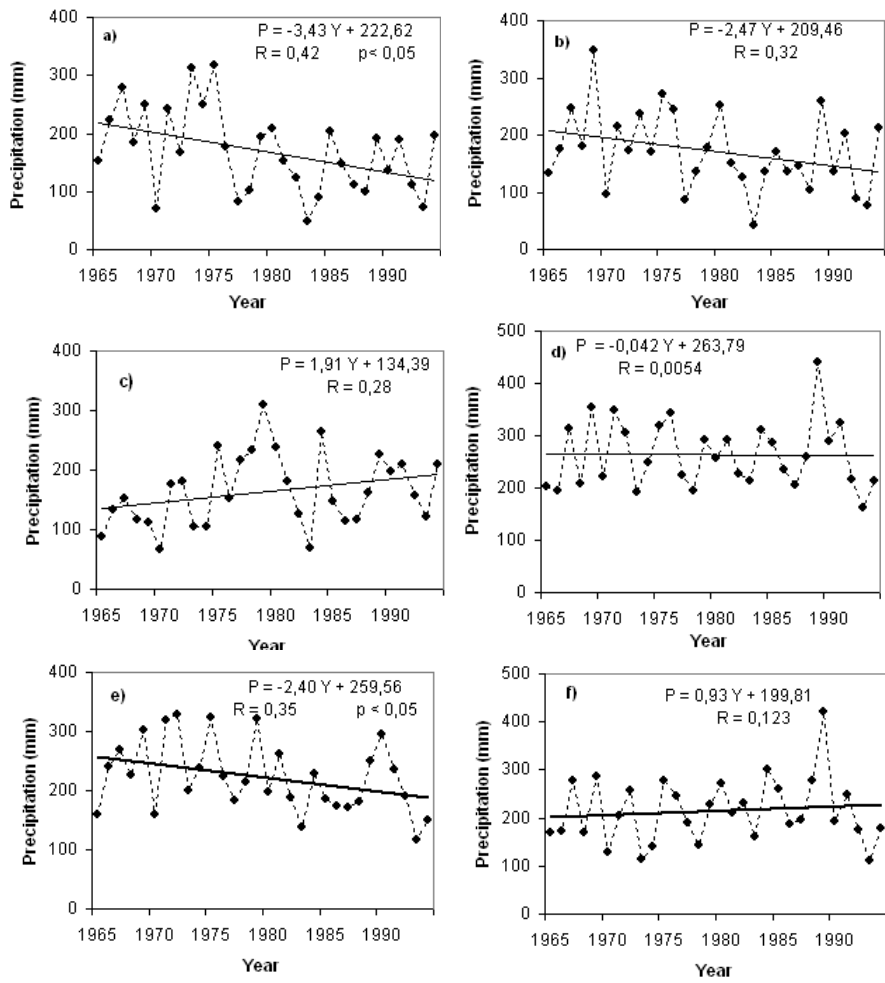 a)
P = -3,43 Y + 222,62
R = 0,42 p< 0,05
Precipitation (mm)
400
300
200
100
0
1965 1970 1975 1980 1985 1990
Year
b)
P = -2,47 Y + 209,46
R = 0,32
Precipitation (mm)
400
300
200
100
0
1965 1970 1975 1980 1985 1990
Year
c)
P = 1,91 Y + 134,39
R = 0,28
Precipitation (mm)
400
300
200
100
0
1965 1970 1975 1980 1985 1990
Year
d)
P = -0,042 Y + 263,79
R = 0,0054
Precipitation (mm)
500
400
300
200
100
0
1965 1970 1975 1980 1985 1990
Year
e)
P = -2,40 Y + 259,56
R = 0,35 p < 0,05
Precipitation (mm)
400
300
200
100
0
1965 1970 1975 1980 1985 1990
Year
f)
P = 0,93 Y + 199,81
R = 0,123
Precipitation (mm)
500
400
300
200
100
0
1965 1970 1975 1980 1985 1990
Year